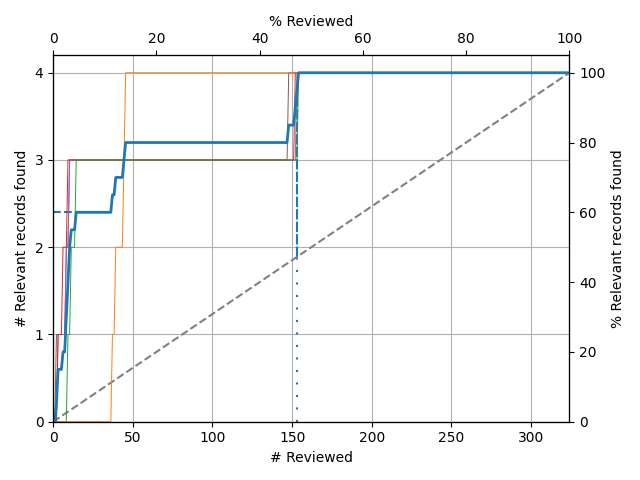 % Reviewed
0 20 40 60 80 100
4 100
80
3
60
2
40
1
20
0 0
0 50 100 150 200 250 300
# Reviewed
# Relevant records found
% Relevant records found